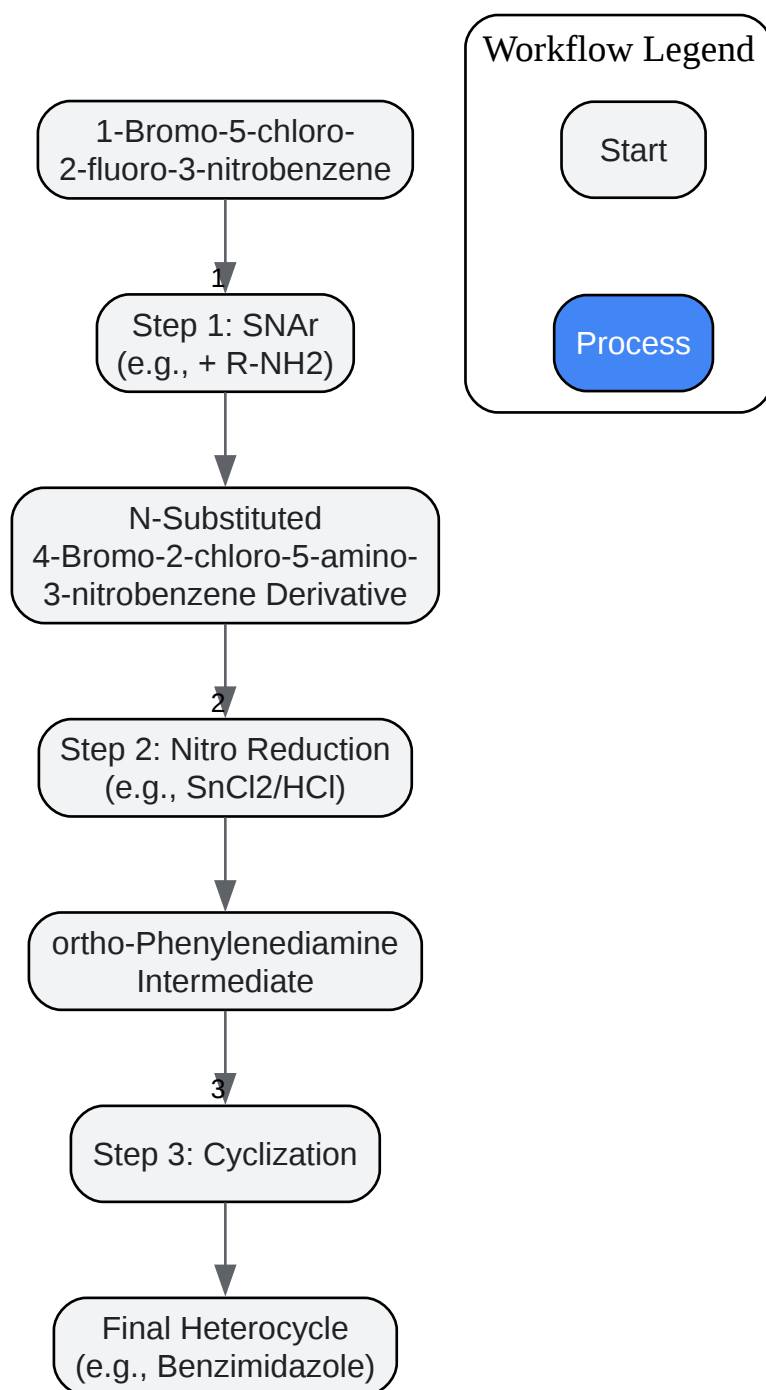 Workflow Legend
Start
Process
1-Bromo-5-chloro-
2-fluoro-3-nitrobenzene
1
Step 1: SNAr
(e.g., + R-NH2)
N-Substituted
4-Bromo-2-chloro-5-amino-
3-nitrobenzene Derivative
2
Step 2: Nitro Reduction
(e.g., SnCl2/HCl)
ortho-Phenylenediamine
Intermediate
3
Step 3: Cyclization
Final Heterocycle
(e.g., Benzimidazole)